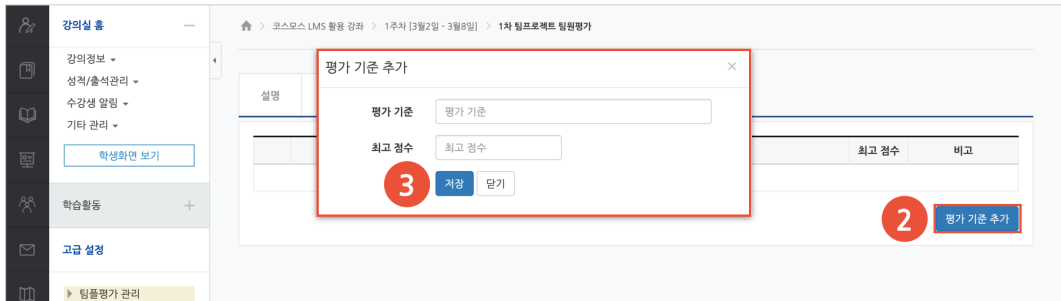 강의실 홈
코스모스 LMS 활용 강좌 > 1주차 [3월2일 - 3월8일] > 1차 팀프로젝트 팀원평가
강의정보
성적/출석관리
수강생 알림
기타 관리
학생화면 보기
학습활동
고급 설정
팀플평가 관리
설명
평가 기준 추가 ×
평가 기준 평가 기준
최고 점수 최고 점수
3 저장 닫기
최고 점수 비고
2 평가 기준 추가